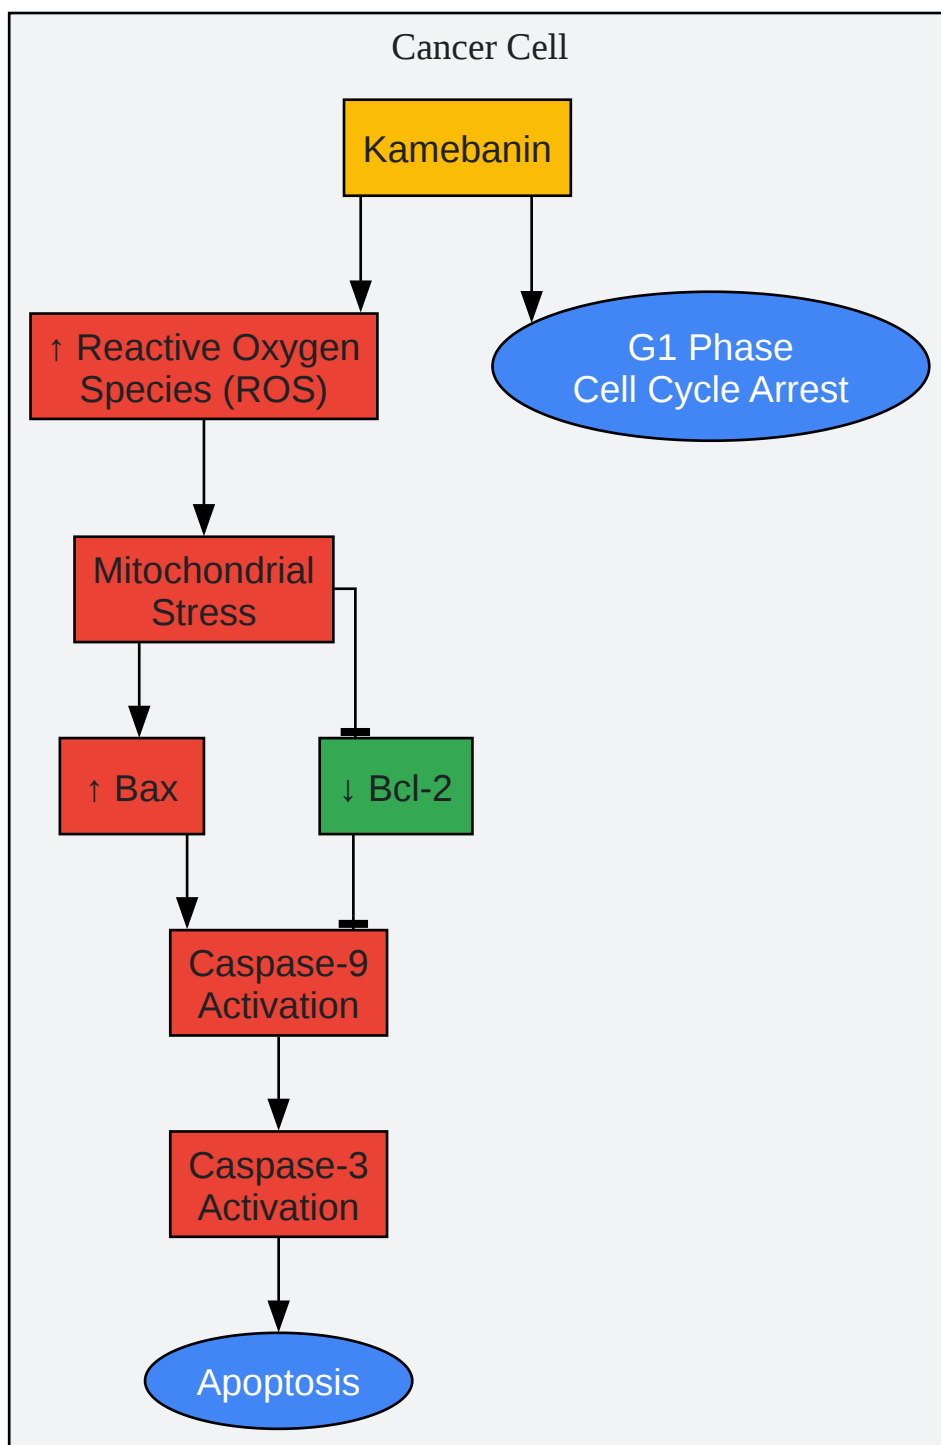 Cancer Cell
Kamebanin
↑ Reactive Oxygen
Species (ROS)
G1 Phase
Cell Cycle Arrest
Mitochondrial
Stress
↑ Bax
↓ Bcl-2
Caspase-9
Activation
Caspase-3
Activation
Apoptosis